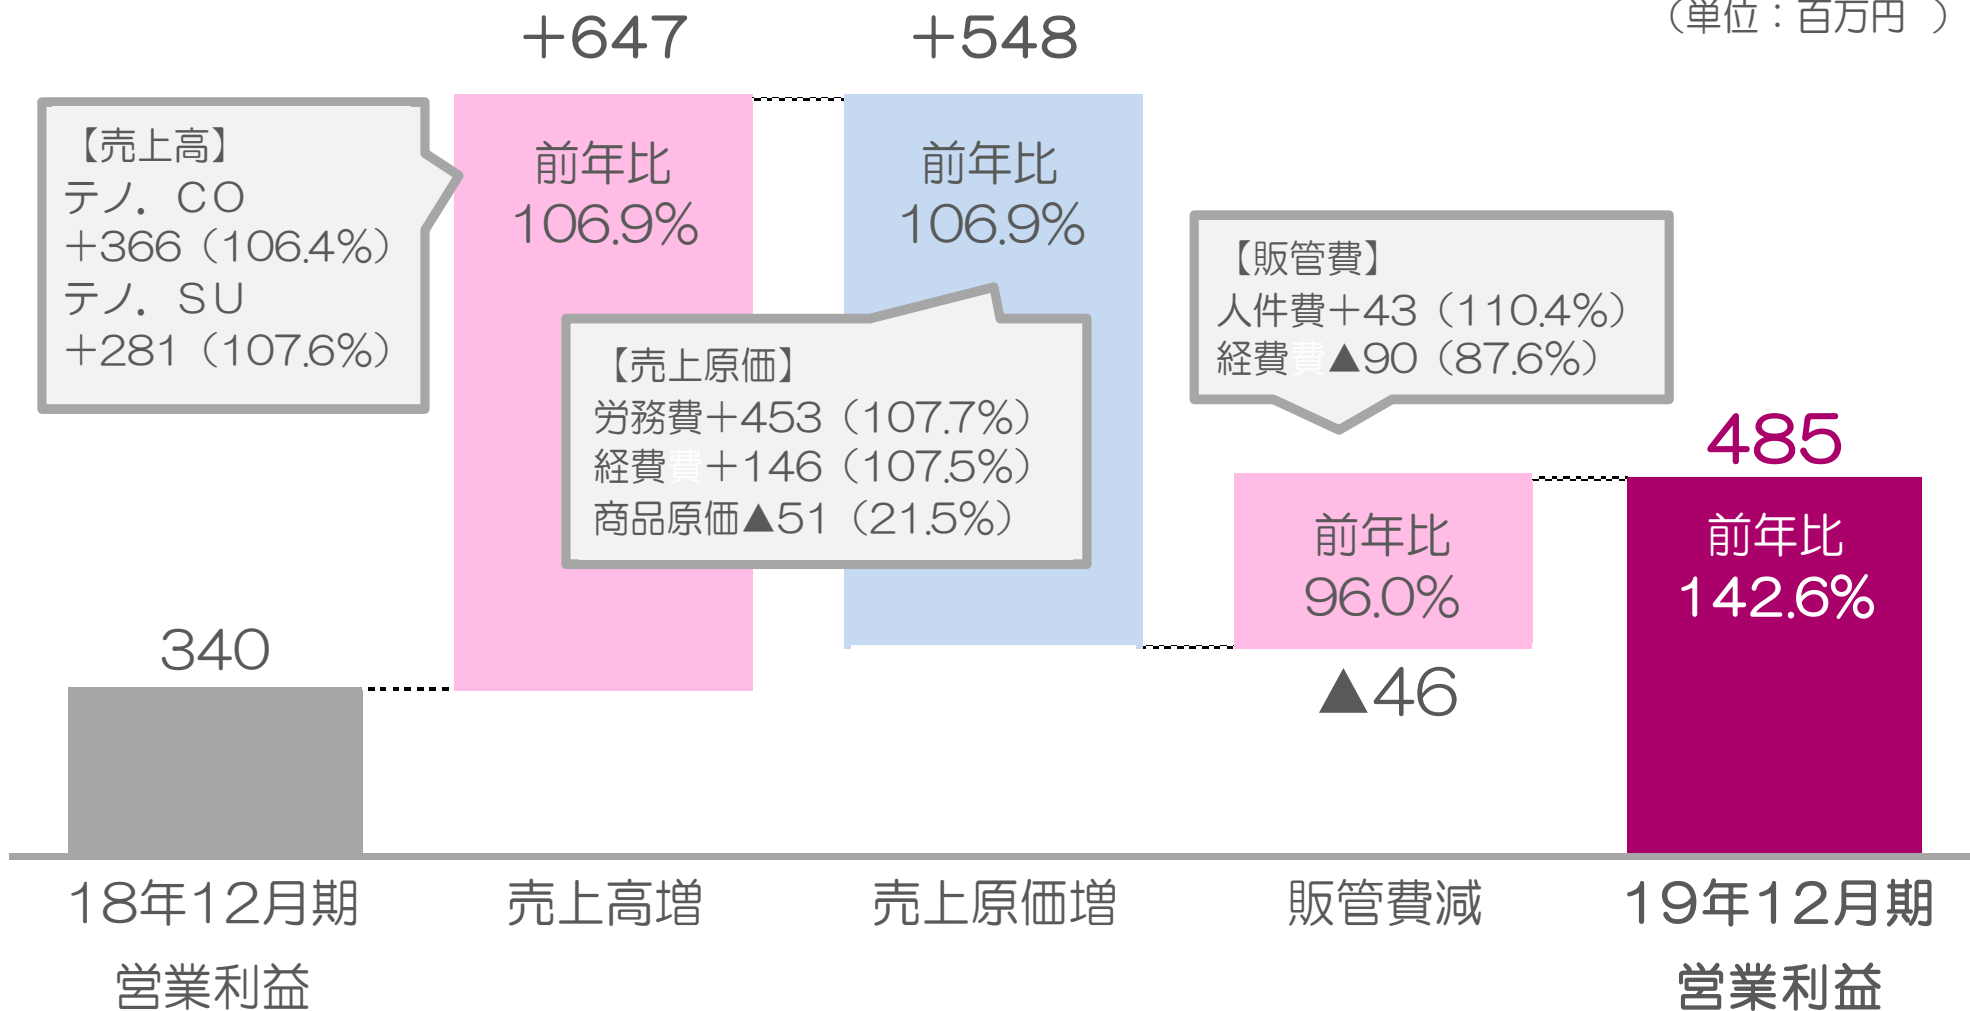 （単位：百万円 ）
＋647
＋548
【売上高】
テノ．ＣＯ
＋366（106.4％）
テノ．ＳＵ
＋281（107.6％）
前年比
106.9％
前年比
106.9％
【売上原価】
労務費＋453（107.7％）
経費費＋146（107.5％）
商品原価▲51（21.5％）
【販管費】
人件費＋43（110.4％）
経費費▲90（87.6％）
340
前年比
96.0％
▲46
485
前年比
142.6％
18年12月期
営業利益
売上高増
売上原価増
販管費減
19年12月期
営業利益